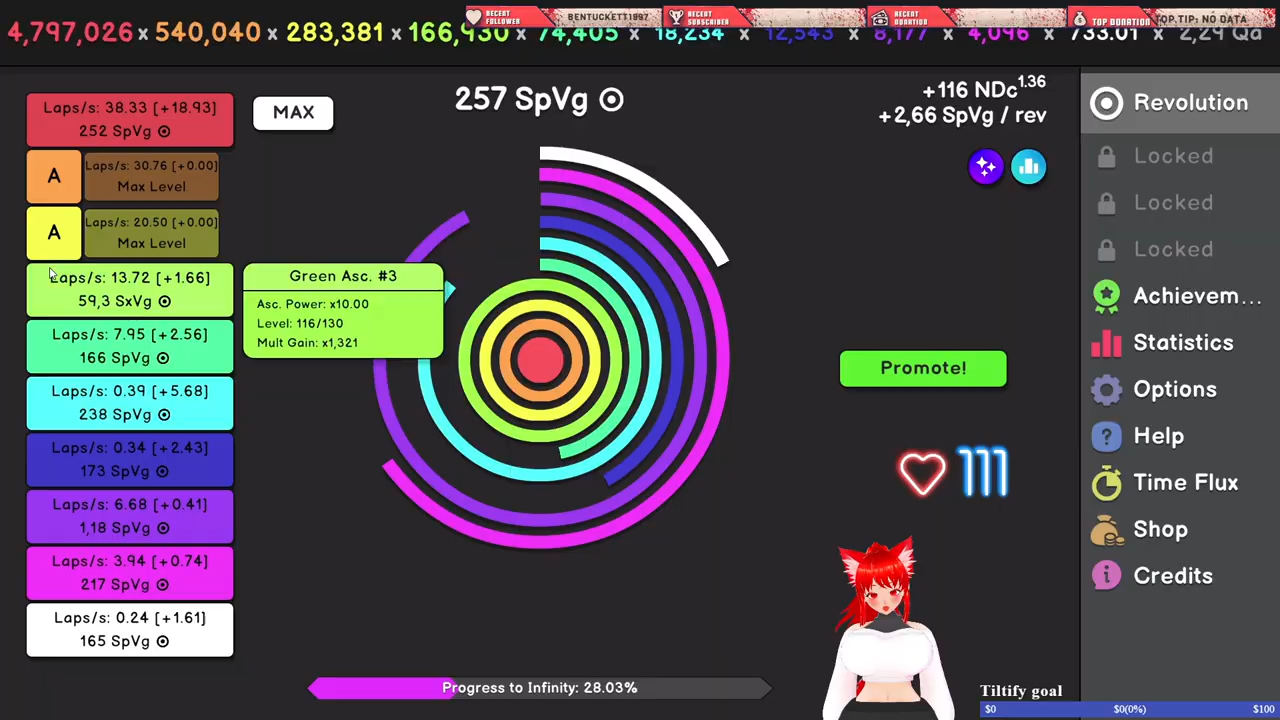 RECENT FOLLOWER
BENTUCKETT1997
RECENT SUBSCRIBER
RECENT DONATION
TOP DONATION
TOP TIP: NO DATA
4,797,026 x 540,040 x 283,381 x 166,930 x 74,405 x 18,234 x 12,543 x 8,177 x 4,096 x 733.01 x 2,29 Qa
Laps/s: 38.33 [+18.93]
252 SpVg
MAX
257 SpVg
+116 NDc1.36
+2,66 SpVg / rev
A
Laps/s: 30.76 [+0.00]
Max Level
A
Laps/s: 20.50 [+0.00]
Max Level
Laps/s: 13.72 [+1.66]
59,3 SxVg
Green Asc. #3
Asc. Power: x10.00
Level: 116/130
Mult Gain: x1,321
Laps/s: 7.95 [+2.56]
166 SpVg
Laps/s: 0.39 [+5.68]
238 SpVg
Laps/s: 0.34 [+2.43]
173 SpVg
Laps/s: 6.68 [+0.41]
1,18 SpVg
Laps/s: 3.94 [+0.74]
217 SpVg
Laps/s: 0.24 [+1.61]
165 SpVg
Progress to Infinity: 28.03%
Promote!
111
Revolution
Locked
Locked
Locked
Achievem...
Statistics
Options
Help
Time Flux
Shop
Credits
Tiltify goal
$0
$0(0%)
$100